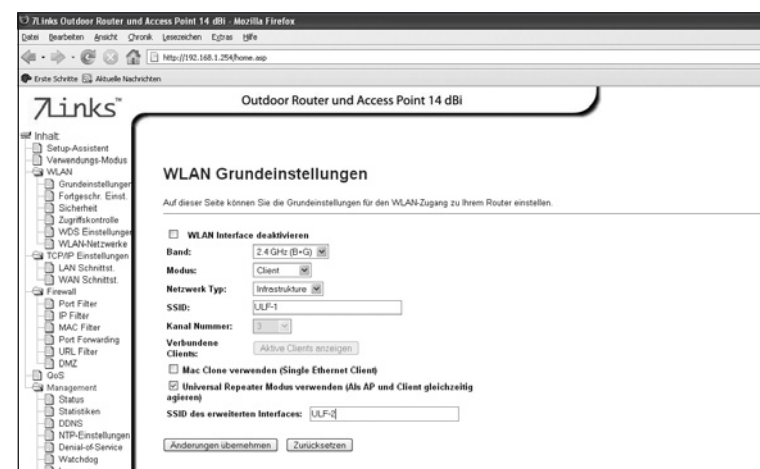 7Links Outdoor Router und Access Point 14 dBi - Mozilla Firefox
Datei Bearbeiten Ansicht Chronik Lesezeichen Extras Hilfe
http://192.168.1.254/home.asp
Erste Schritte Aktuelle Nachrichten
7Links™
Outdoor Router und Access Point 14 dBi
Inhalt:
Setup-Assistent
Verwendungs-Modus
WLAN
Grundeinstellungen
Fortgeschr. Einst.
Sicherheit
Zugriffskontrolle
WDS Einstellunge
WLAN-Netzwerke
TCP/IP Einstellungen
LAN Schnittst.
WAN Schnittst.
Firewall
Port Filter
IP Filter
MAC Filter
Port Forwarding
URL Filter
DMZ
QoS
Management
Status
Statistiken
DDNS
NTP-Einstellungen
Denial-of-Service
Watchdog
WLAN Grundeinstellungen
Auf dieser Seite können Sie die Grundeinstellungen für den WLAN-Zugang zu Ihrem Router einstellen.
WLAN Interface deaktivieren
Band: 2.4 GHz (B+G)
Modus: Client
Netzwerk Typ: Infrastrukture
SSID: ULF-1
Kanal Nummer: 3
Verbundene
Clients: Aktive Clients anzeigen
Mac Clone verwenden (Single Ethernet Client)
Universal Repeater Modus verwenden (Als AP und Client gleichzeitig
agieren)
SSID des erweiterten Interfaces: ULF-2
Änderungen übernehmen Zurücksetzen